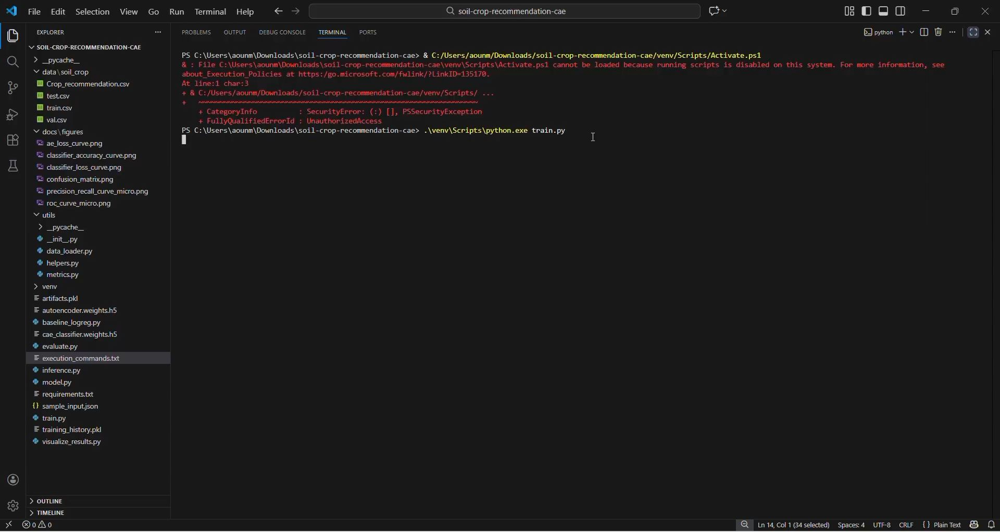 File Edit Selection View Go Run Terminal Help
soil-crop-recommendation-cae
EXPLORER
SOIL-CROP-RECOMMENDATION-CAE
__pycache__
data \ soil_crop
Crop_recommendation.csv
test.csv
train.csv
val.csv
docs \ figures
ae_loss_curve.png
classifier_accuracy_curve.png
classifier_loss_curve.png
confusion_matrix.png
precision_recall_curve_micro.png
roc_curve_micro.png
utils
__pycache__
__init__.py
data_loader.py
helpers.py
metrics.py
venv
artifacts.pkl
autoencoder.weights.h5
baseline_logreg.py
cae_classifier.weights.h5
evaluate.py
execution_commands.txt
inference.py
model.py
requirements.txt
sample_input.json
train.py
training_history.pkl
visualize_results.py
OUTLINE
TIMELINE
PROBLEMS OUTPUT DEBUG CONSOLE TERMINAL PORTS
python
PS C:\Users\aounm\Downloads\soil-crop-recommendation-cae> & C:/Users/aounm/Downloads/soil-crop-recommendation-cae/venv/Scripts/Activate.ps1
& : File C:\Users\aounm\Downloads\soil-crop-recommendation-cae\venv\Scripts\Activate.ps1 cannot be loaded because running scripts is disabled on this system. For more information, see
about_Execution_Policies at https:/go.microsoft.com/fwlink/?LinkID=135170.
At line:1 char:3
+ & C:/Users/aounm/Downloads/soil-crop-recommendation-cae/venv/Scripts/ ...
+ ~~~~~~~~~~~~~~~~~~~~~~~~~~~~~~~~~~~~~~~~~~~~~~~~~~~~~~~~~~~~~~~~~~~
+ CategoryInfo : SecurityError: (:) [], PSSecurityException
+ FullyQualifiedErrorId : UnauthorizedAccess
PS C:\Users\aounm\Downloads\soil-crop-recommendation-cae> .\venv\Scripts\python.exe train.py
0 0
Ln 14, Col 1 (34 selected) Spaces: 4 UTF-8 CRLF { } Plain Text